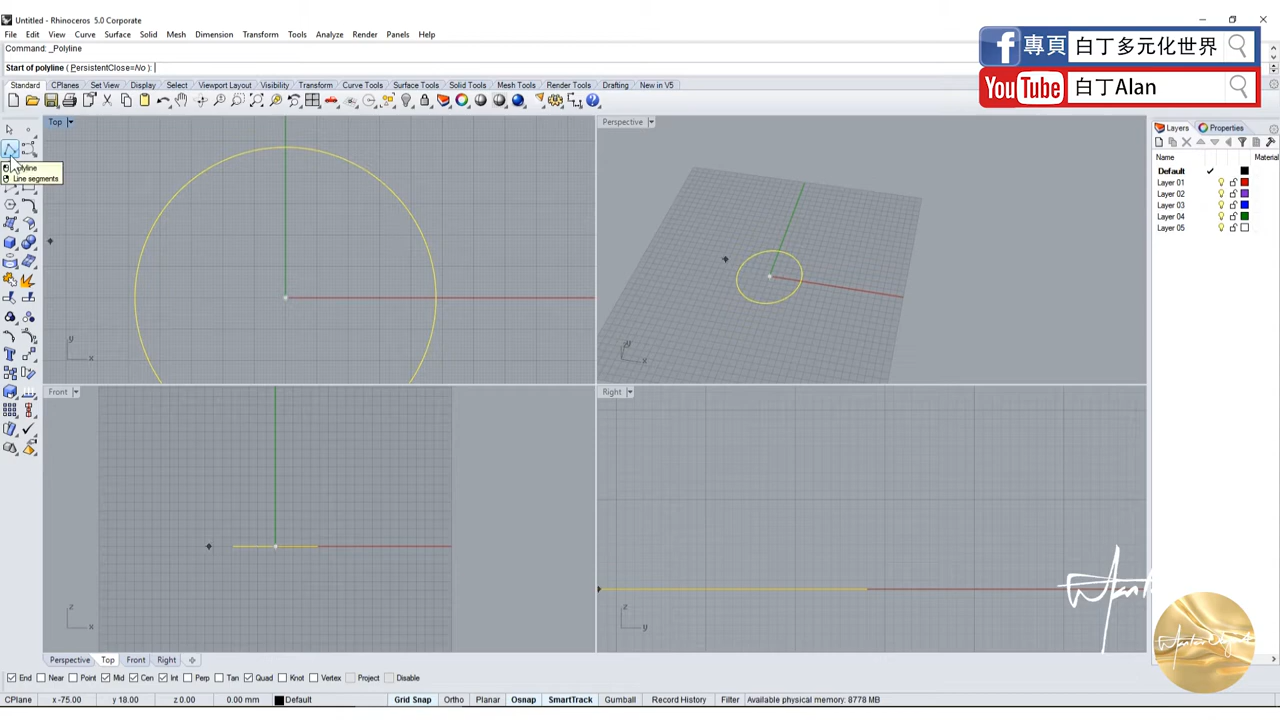 Untitled - Rhinoceros 5.0 Corporate
File Edit View Curve Surface Solid Mesh Dimension Transform Tools Analyze Render Panels Help
Command: _Polyline
Start of polyline ( PersistentClose=No ):
專頁 白丁多元化世界
YouTube 白丁Alan
Standard CPlanes Set View Display Select Viewport Layout Visibility Transform Curve Tools Surface Tools Solid Tools Mesh Tools Render Tools Drafting New in V5
Top
Perspective
Layers Properties
Name Material
Default
Layer 01
Layer 02
Layer 03
Layer 04
Layer 05
Line segments
y
x
y
x
Front
Right
z
x
z
y
Perspective Top Front Right
End Near Point Mid Cen Int Perp Tan Quad Knot Vertex Project Disable
CPlane x -75.00 y 18.00 z 0.00 0.00 mm Default Grid Snap Ortho Planar Osnap SmartTrack Gumball Record History Filter Available physical memory: 8778 MB